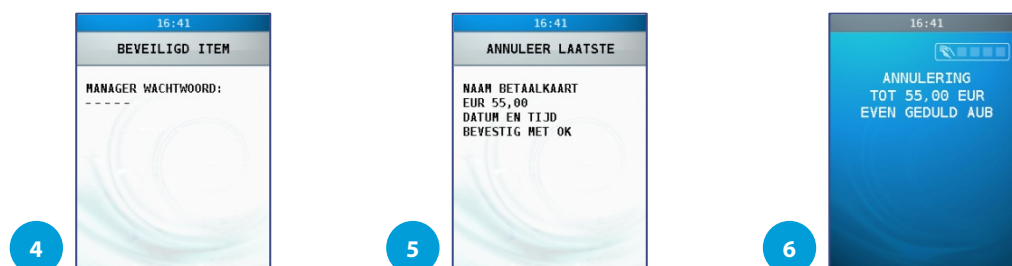 16:41
BEVEILIGD ITEM
MANAGER WACHTWOORD:
-----
4
16:41
ANNULEER LAATSTE
NAAM BETAALKAART
EUR 55,00
DATUM EN TIJD
BEVESTIG MET OK
5
16:41
ANNULERING
TOT 55,00 EUR
EVEN GEDULD AUB
6